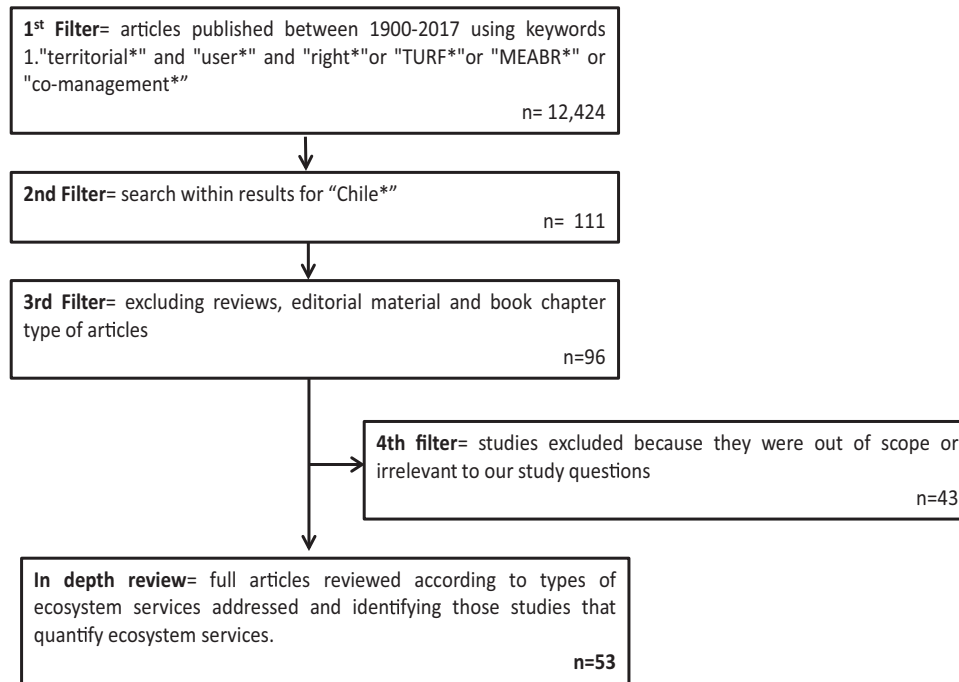 1st Filter= articles published between 1900-2017 using keywords
1."territorial*" and "user*" and "right*"or "TURF*"or "MEABR*" or
"co-management*”
n= 12,424
2nd Filter= search within results for “Chile*”
n= 111
3rd Filter= excluding reviews, editorial material and book chapter
type of articles
n=96
4th filter= studies excluded because they were out of scope or
irrelevant to our study questions
n=43
In depth review= full articles reviewed according to types of
ecosystem services addressed and identifying those studies that
quantify ecosystem services.
n=53